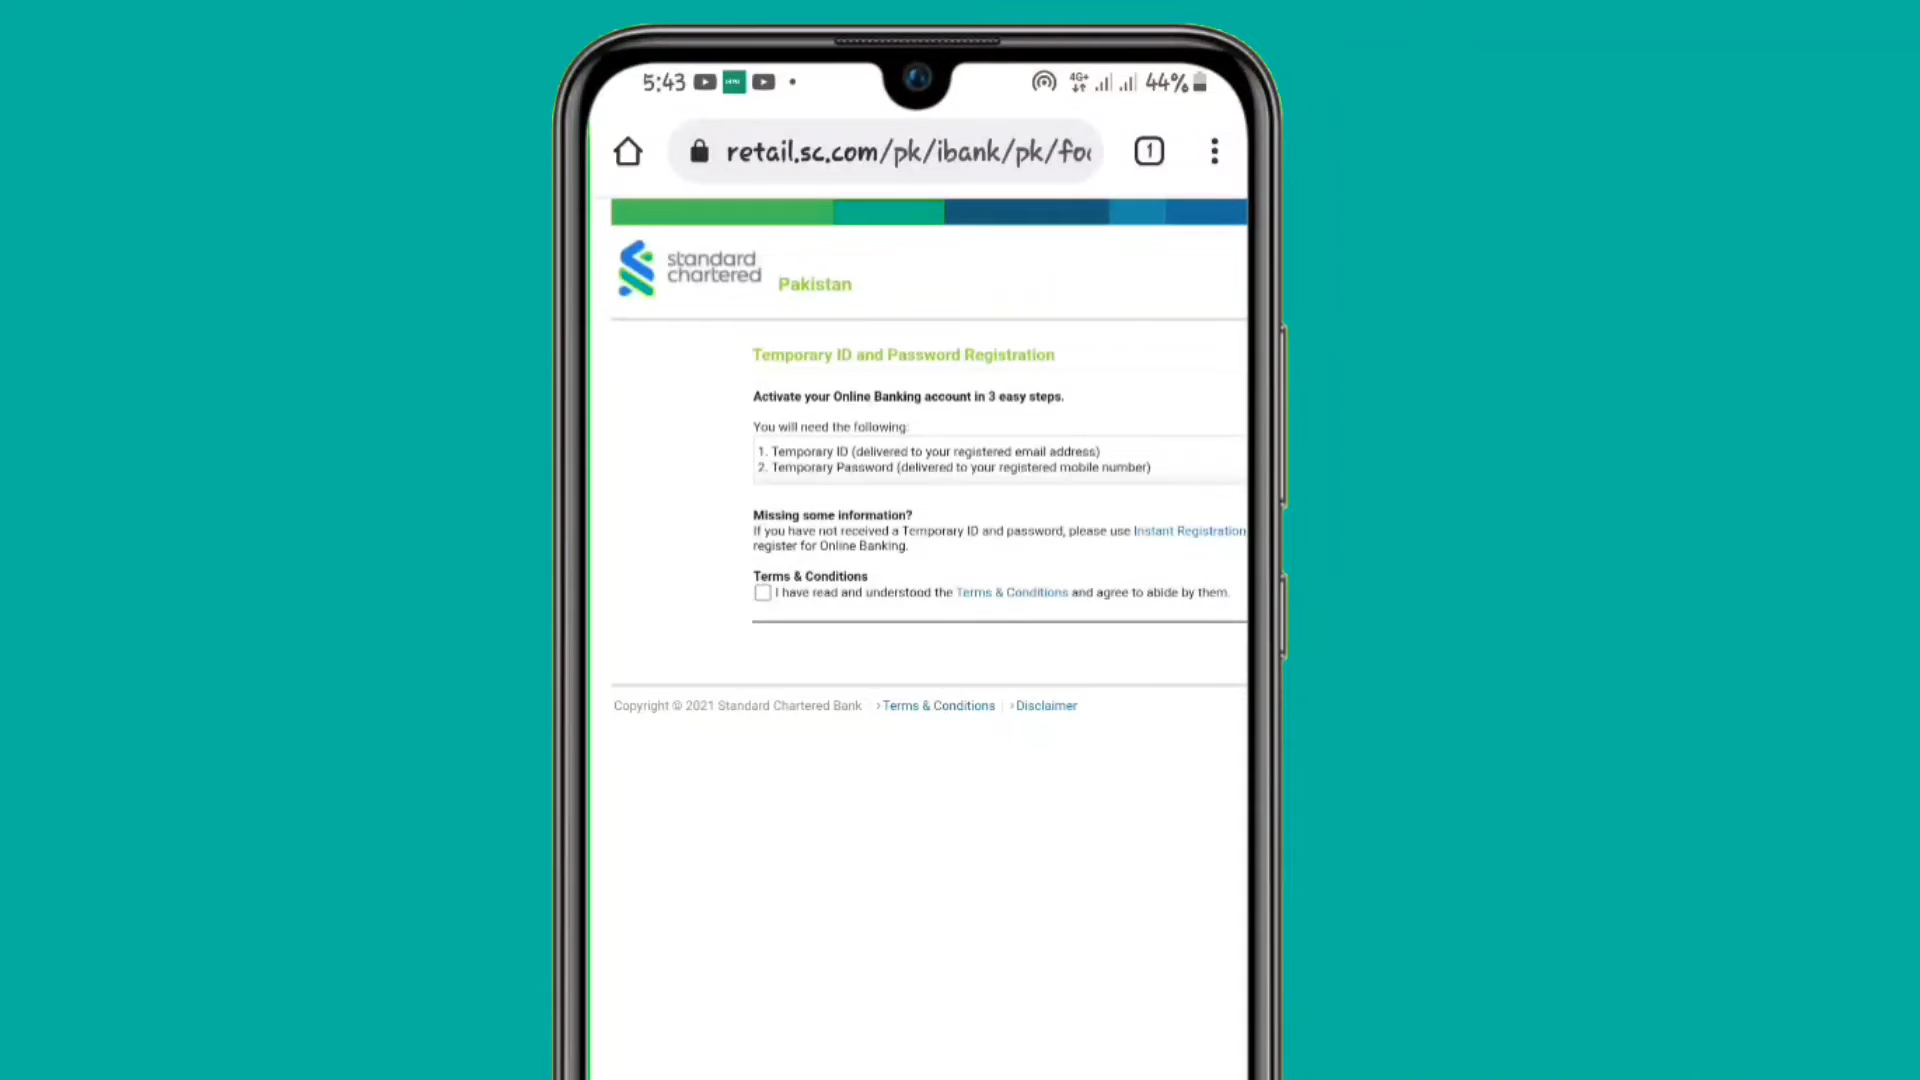 5:43
4G+ 44%
retail.sc.com/pk/ibank/pk/fo
1
standard
chartered
Pakistan
Temporary ID and Password Registration
Activate your Online Banking account in 3 easy steps.
You will need the following:
1. Temporary ID (delivered to your registered email address)
2. Temporary Password (delivered to your registered mobile number)
Missing some information?
If you have not received a Temporary ID and password, please use Instant Registration
register for Online Banking.
Terms & Conditions
I have read and understood the Terms & Conditions and agree to abide by them.
Copyright © 2021 Standard Chartered Bank › Terms & Conditions | › Disclaimer